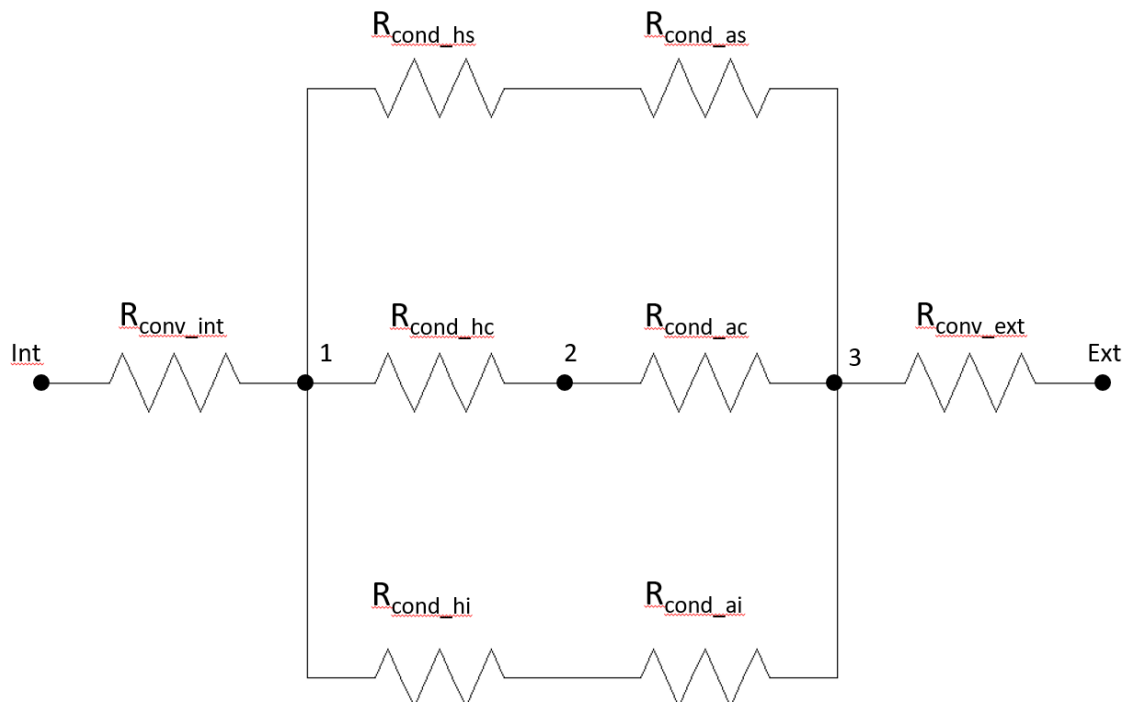 Rcond_hs
Rcond_as
Rconv_int
Rcond_hc
Rcond_ac
Rconv_ext
Int
1
2
3
Ext
Rcond_hi
Rcond_ai